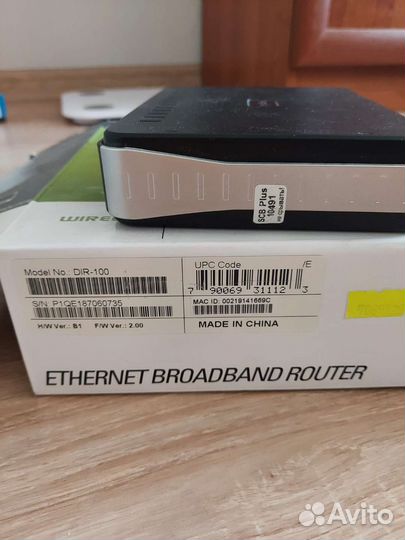 SCB Plus
10491
WIRE
Model No.: DIR-100
UPC Code
/E
7 90069 31112 3
S/N: P1QE187060735
MAC ID: 00219141669C
H/W Ver.: B1 F/W Ver.: 2.00
MADE IN CHINA
ETHERNET BROADBAND ROUTER
Avito